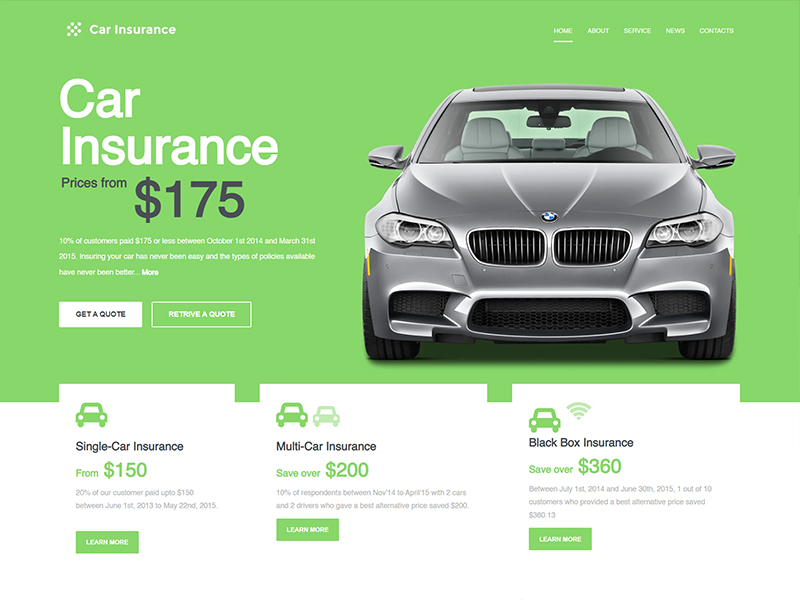 Car Insurance
HOME ABOUT SERVICE NEWS CONTACTS
Car
Insurance
Prices from $175
10% of customers paid $175 or less between October 1st 2014 and March 31st
2015. Insuring your car has never been easy and the types of policies available
have never been better... More
GET A QUOTE RETRIVE A QUOTE
Single-Car Insurance
From $150
20% of our customer paid upto $150
between June 1st, 2013 to May 22nd, 2015.
LEARN MORE
Multi-Car Insurance
Save over $200
10% of respondents between Nov'14 to April'15 with 2 cars
and 2 drivers who gave a best alternative price saved $200.
LEARN MORE
Black Box Insurance
Save over $360
Between July 1st, 2014 and June 30th, 2015, 1 out of 10
customers who provided a best alternative price saved
$360.13
LEARN MORE